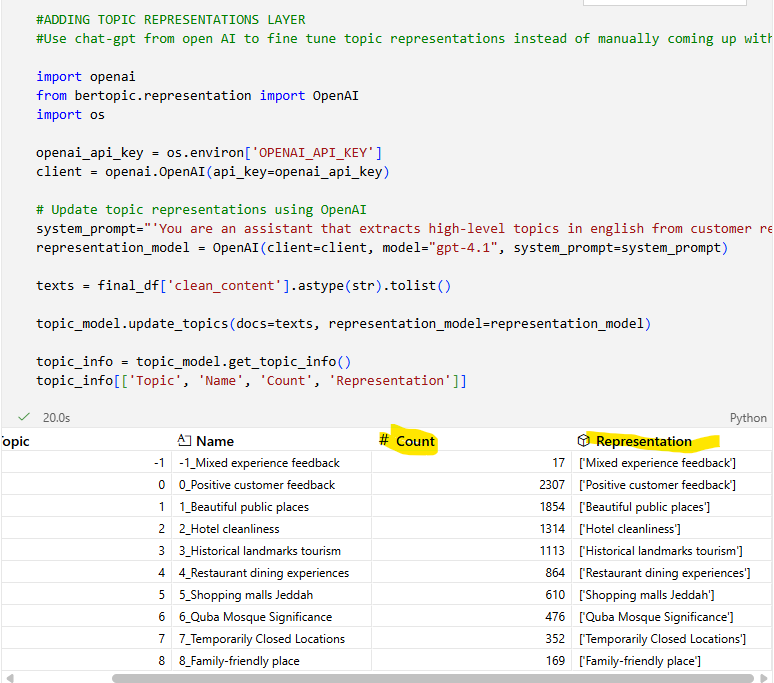 #ADDING TOPIC REPRESENTATIONS LAYER
#Use chat-gpt from open AI to fine tune topic representations instead of manually coming up with
import openai
from bertopic.representation import OpenAI
import os
openai_api_key = os.environ['OPENAI_API_KEY']
client = openai.OpenAI(api_key=openai_api_key)
# Update topic representations using OpenAI
system_prompt="'You are an assistant that extracts high-level topics in english from customer re
representation_model = OpenAI(client=client, model="gpt-4.1", system_prompt=system_prompt)
texts = final_df['clean_content'].astype(str).tolist()
topic_model.update_topics(docs=texts, representation_model=representation_model)
topic_info = topic_model.get_topic_info()
topic_info[['Topic', 'Name', 'Count', 'Representation']]
20.0s Python
opic Name # Count Representation
-1 -1_Mixed experience feedback 17 ['Mixed experience feedback']
0 0_Positive customer feedback 2307 ['Positive customer feedback']
1 1_Beautiful public places 1854 ['Beautiful public places']
2 2_Hotel cleanliness 1314 ['Hotel cleanliness']
3 3_Historical landmarks tourism 1113 ['Historical landmarks tourism']
4 4_Restaurant dining experiences 864 ['Restaurant dining experiences']
5 5_Shopping malls Jeddah 610 ['Shopping malls Jeddah']
6 6_Quba Mosque Significance 476 ['Quba Mosque Significance']
7 7_Temporarily Closed Locations 352 ['Temporarily Closed Locations']
8 8_Family-friendly place 169 ['Family-friendly place']